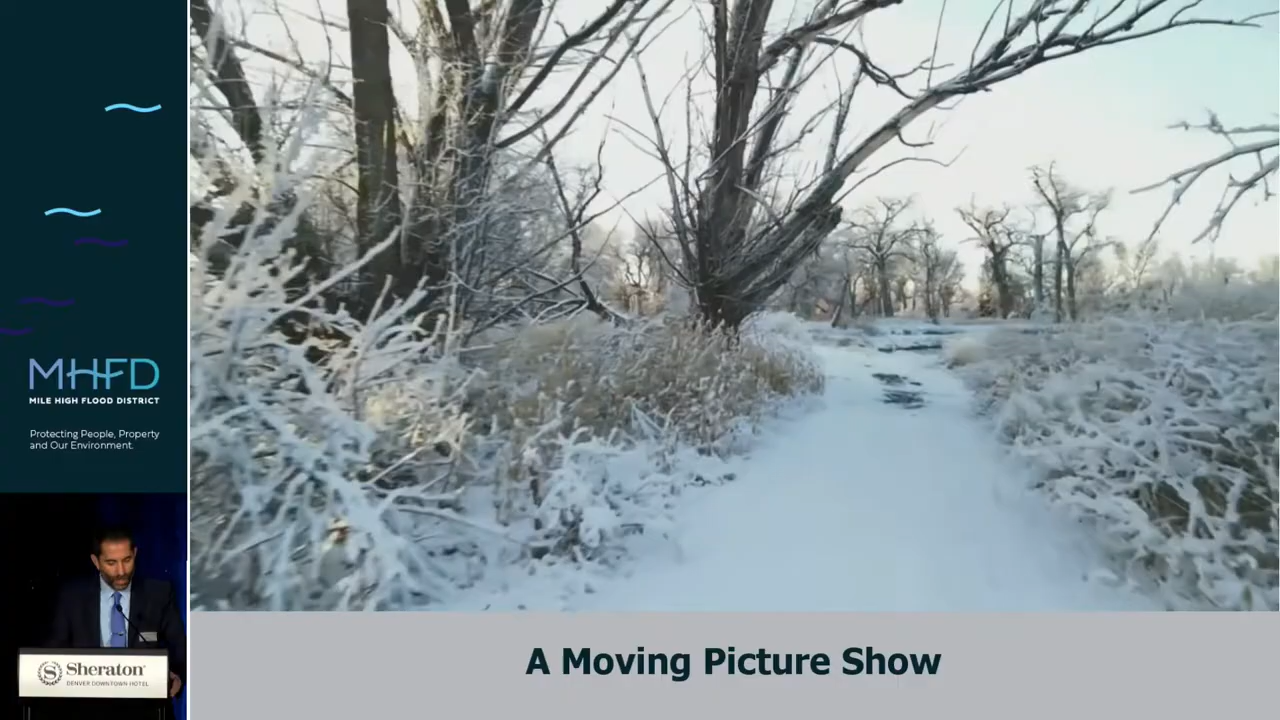 MHFD
MILE HIGH FLOOD DISTRICT
Protecting People, Property
and Our Environment.
S Sheraton
DENVER DOWNTOWN HOTEL
A Moving Picture Show